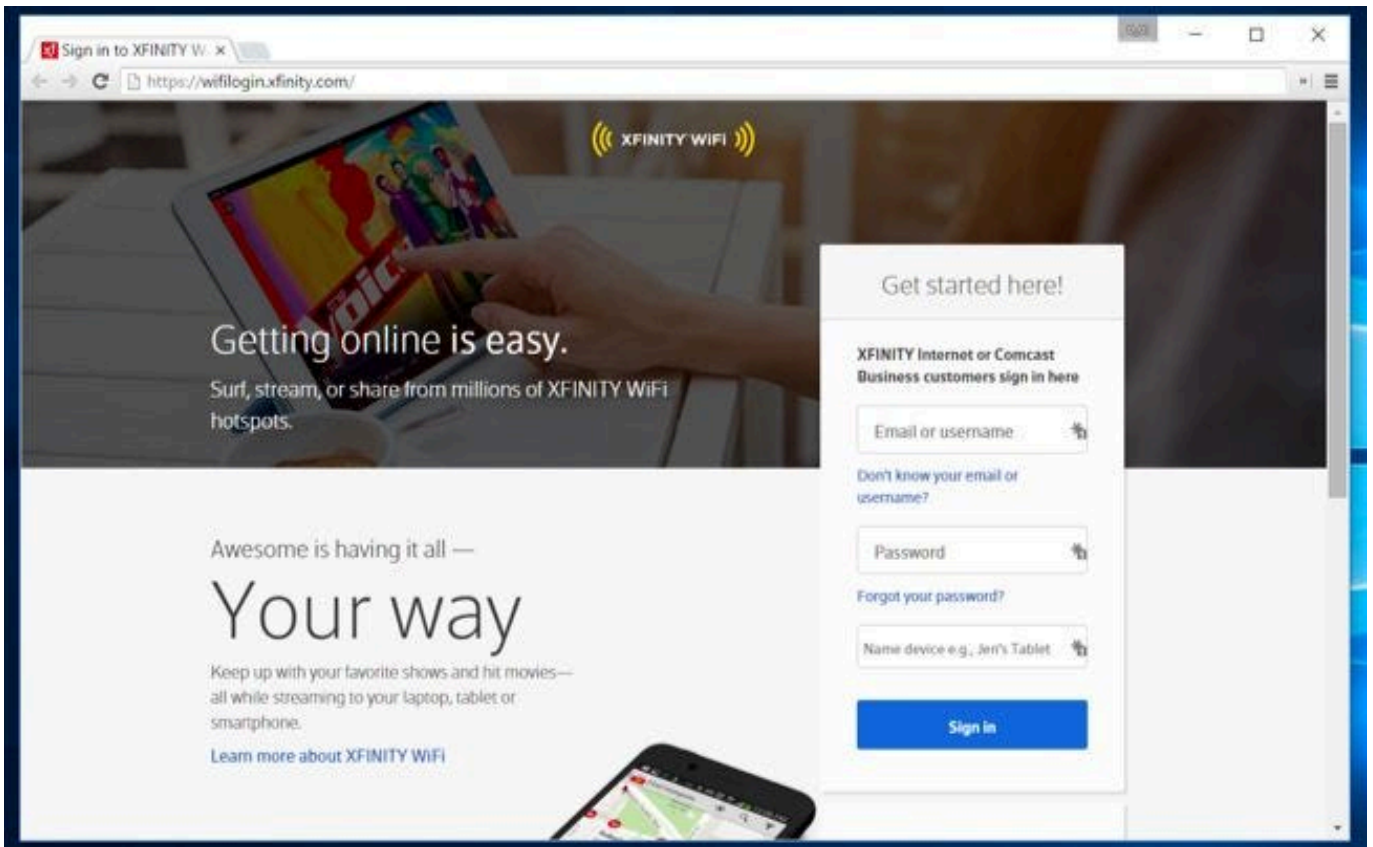 Sign in to XFINITY W
https://wifilogin.xfinity.com/
XFINITY WiFi
Getting online is easy.
Surf, stream, or share from millions of XFINITY WiFi
hotspots.
Get started here!
XFINITY Internet or Comcast
Business customers sign in here
Email or username
Don't know your email or
username?
Password
Forgot your password?
Name device e.g., Jen's Tablet
Sign in
Awesome is having it all —
Your way
Keep up with your favorite shows and hit movies—
all while streaming to your laptop, tablet or
smartphone.
Learn more about XFINITY WiFi